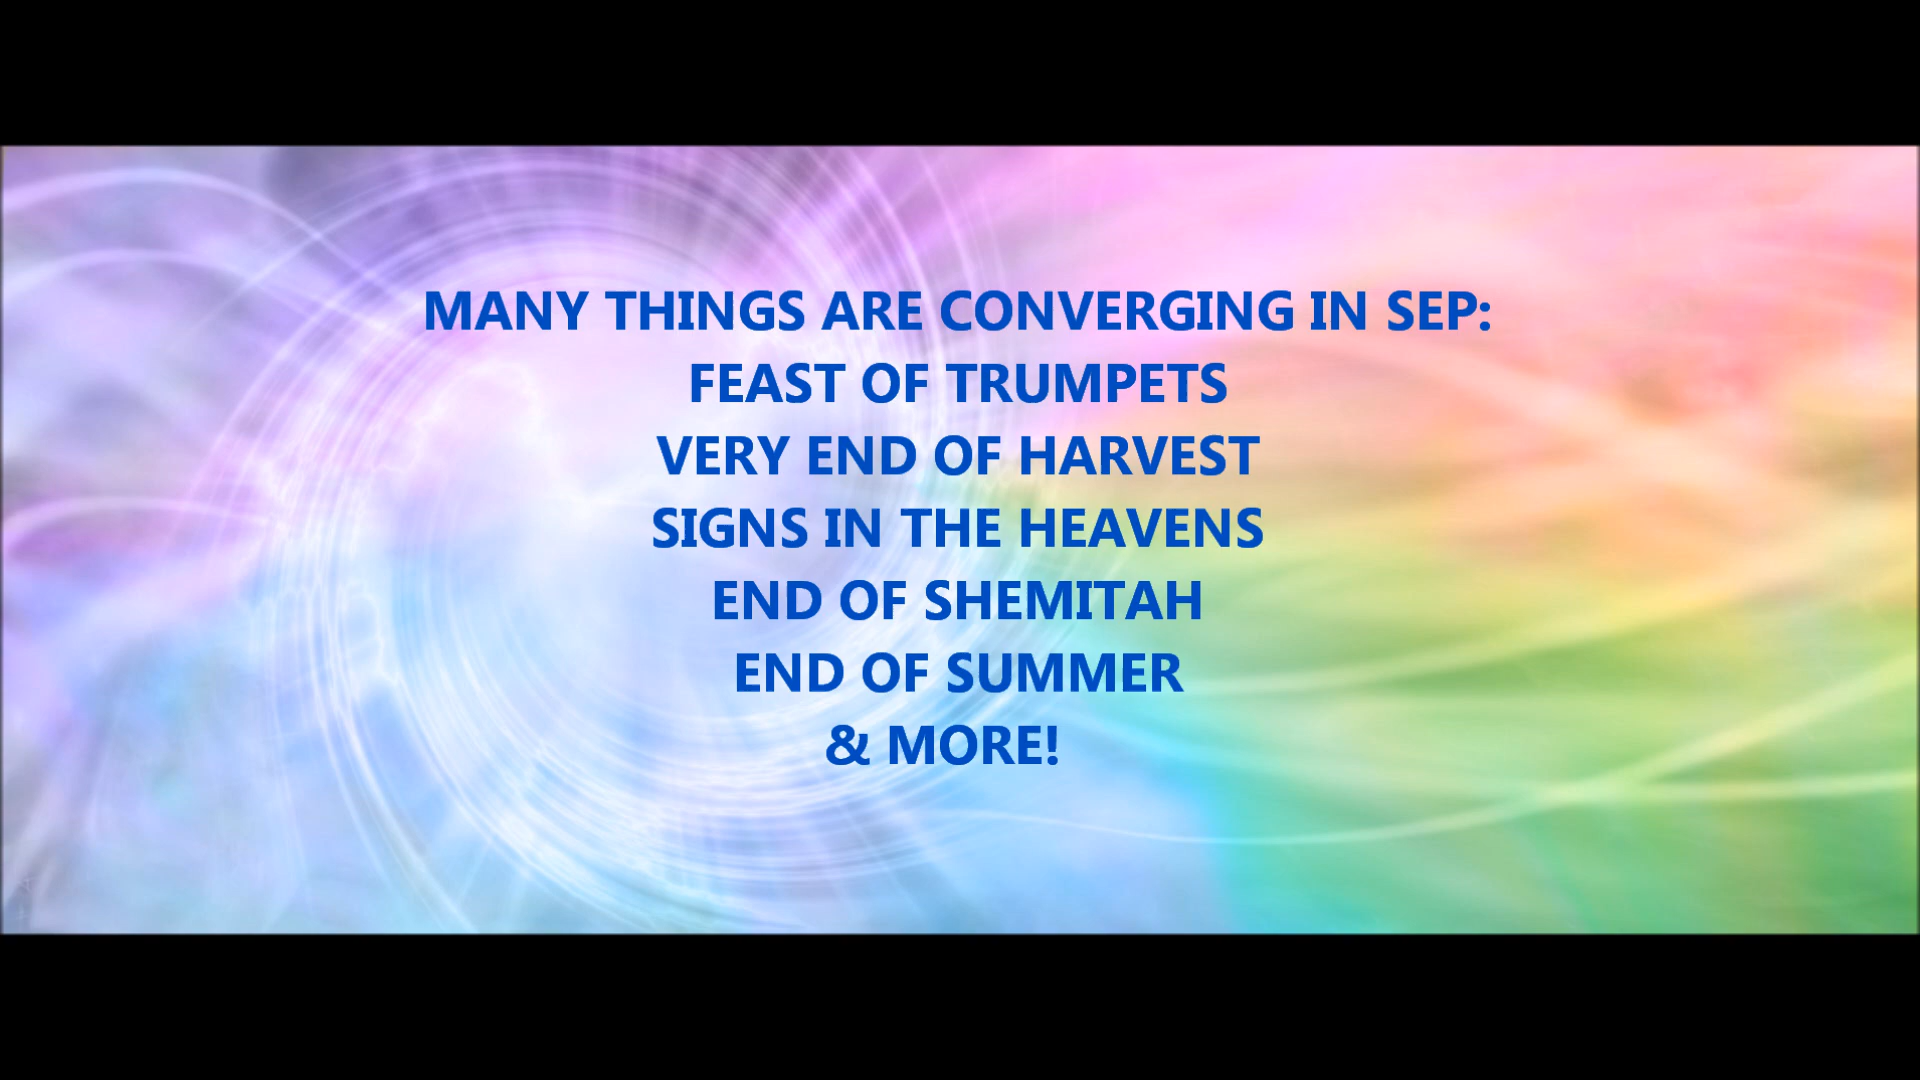 MANY THINGS ARE CONVERGING IN SEP:
FEAST OF TRUMPETS
VERY END OF HARVEST
SIGNS IN THE HEAVENS
END OF SHEMITAH
END OF SUMMER
& MORE!